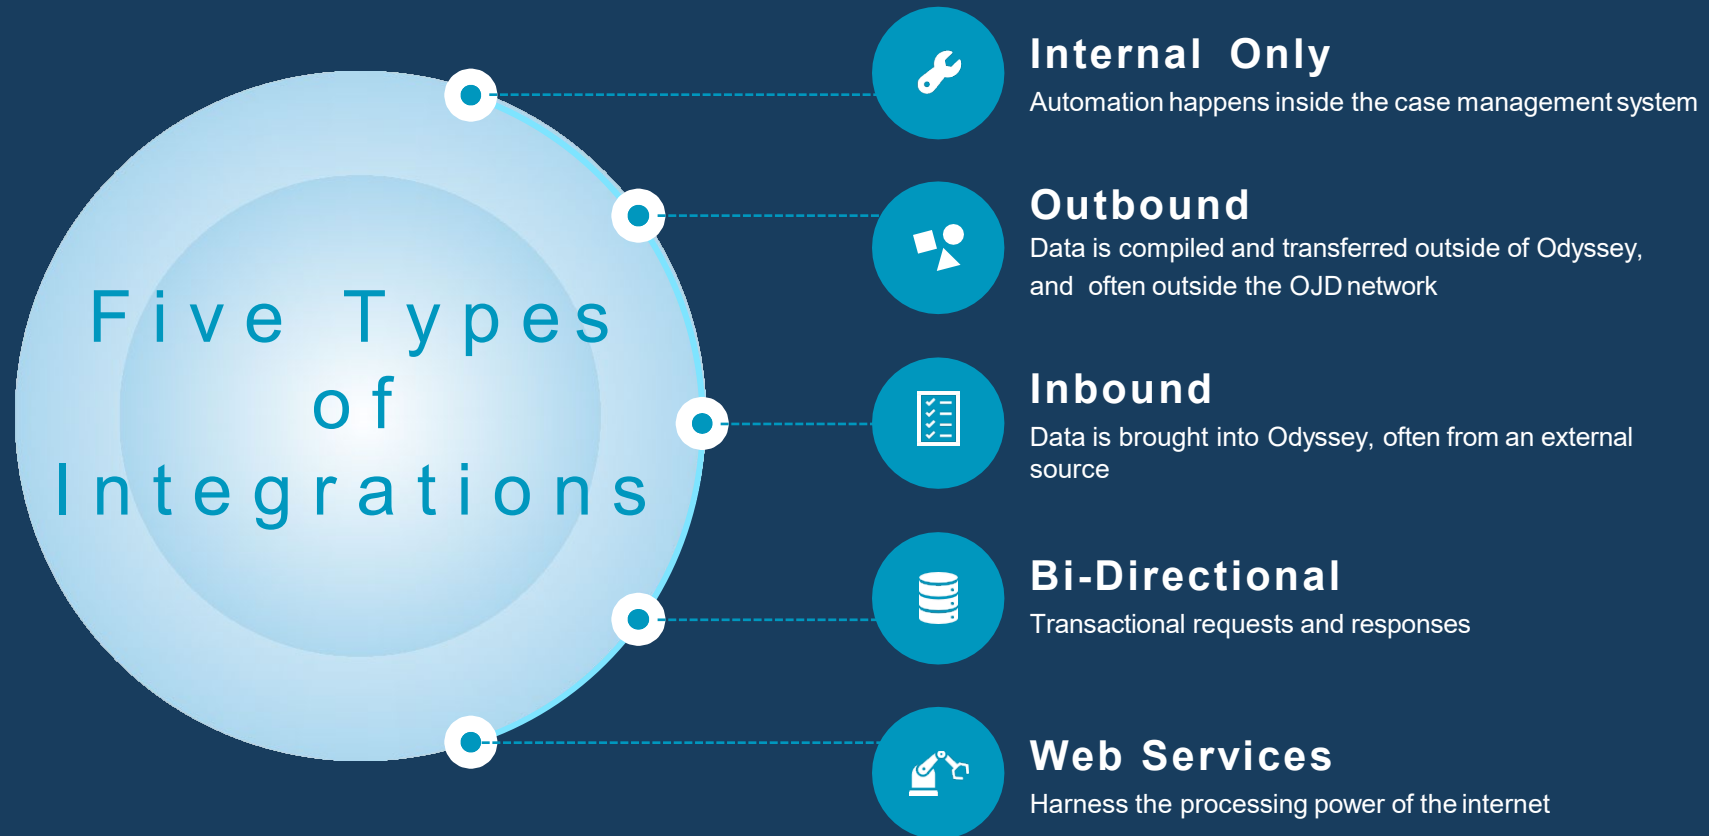 Five Types
of
Integrations
Internal Only
Automation happens inside the case management system
Outbound
Data is compiled and transferred outside of Odyssey,
and often outside the OJD network
Inbound
Data is brought into Odyssey, often from an external
source
Bi-Directional
Transactional requests and responses
Web Services
Harness the processing power of the internet